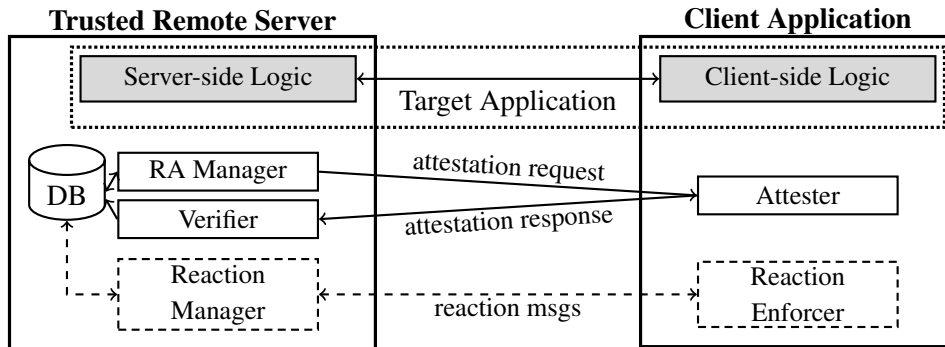 Trusted Remote Server
Client Application
Server-side Logic
Client-side Logic
Target Application
DB
RA Manager
attestation request
Attester
Verifier
attestation response
Reaction
Manager
reaction msgs
Reaction
Enforcer